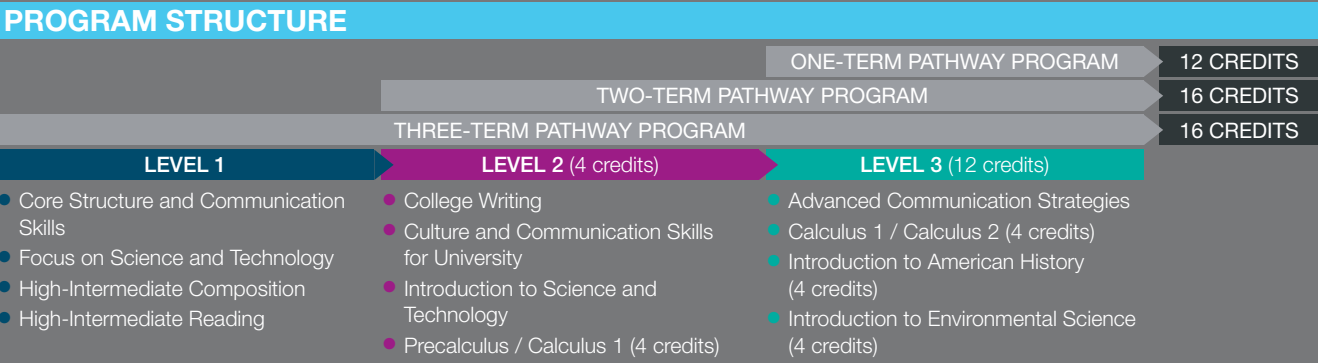 PROGRAM STRUCTURE
ONE-TERM PATHWAY PROGRAM 12 CREDITS
TWO-TERM PATHWAY PROGRAM 16 CREDITS
THREE-TERM PATHWAY PROGRAM 16 CREDITS
LEVEL 1
• Core Structure and Communication
Skills
• Focus on Science and Technology
• High-Intermediate Composition
• High-Intermediate Reading
LEVEL 2 (4 credits)
• College Writing
• Culture and Communication Skills
for University
• Introduction to Science and
Technology
• Precalculus / Calculus 1 (4 credits)
LEVEL 3 (12 credits)
• Advanced Communication Strategies
• Calculus 1 / Calculus 2 (4 credits)
• Introduction to American History
(4 credits)
• Introduction to Environmental Science
(4 credits)